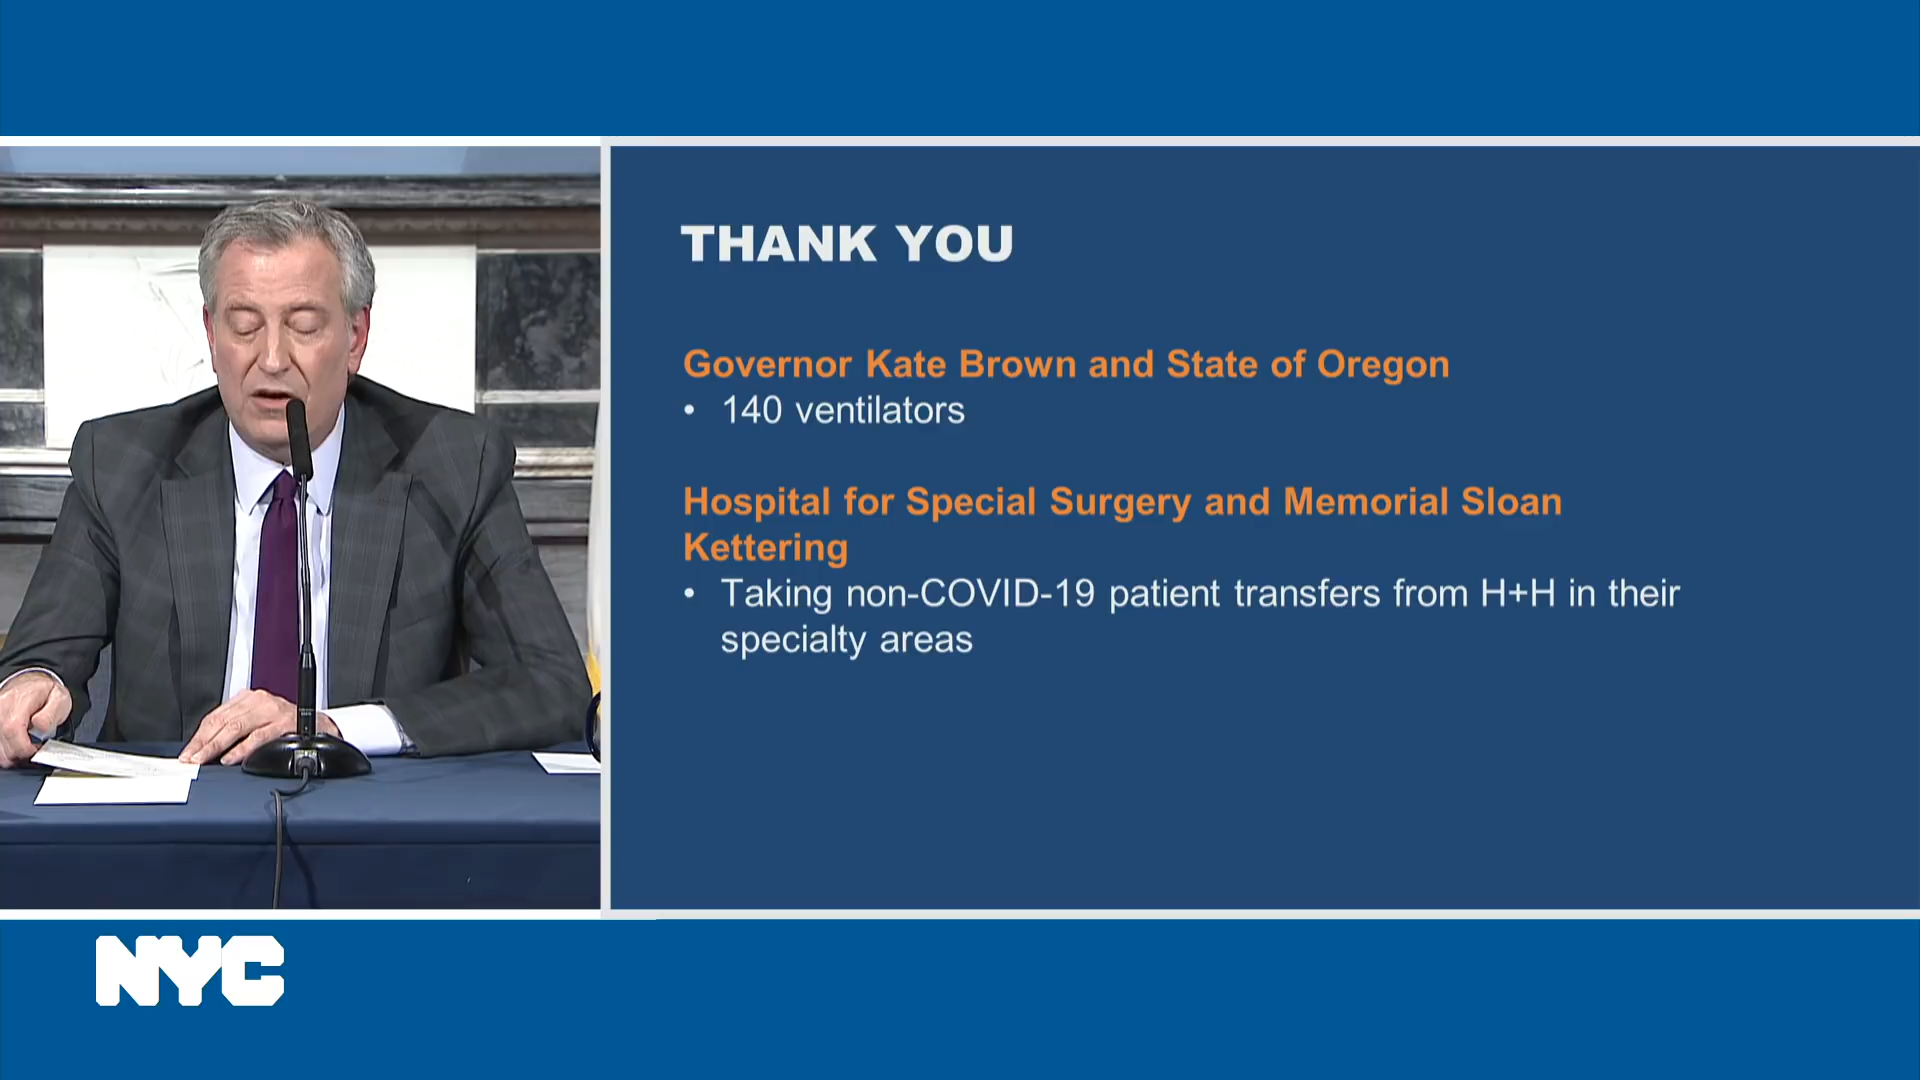 THANK YOU
Governor Kate Brown and State of Oregon
• 140 ventilators
Hospital for Special Surgery and Memorial Sloan
Kettering
• Taking non-COVID-19 patient transfers from H+H in their
specialty areas
NYC